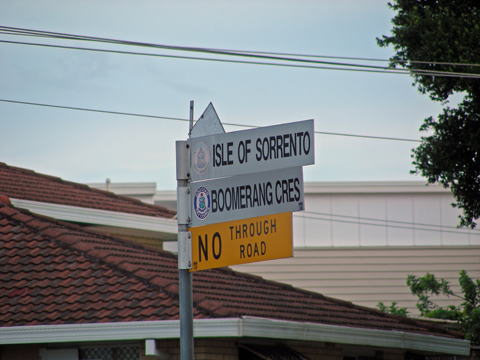 ISLE OF SORRENTO
BOOMERANG CRES
NO THROUGH
ROAD